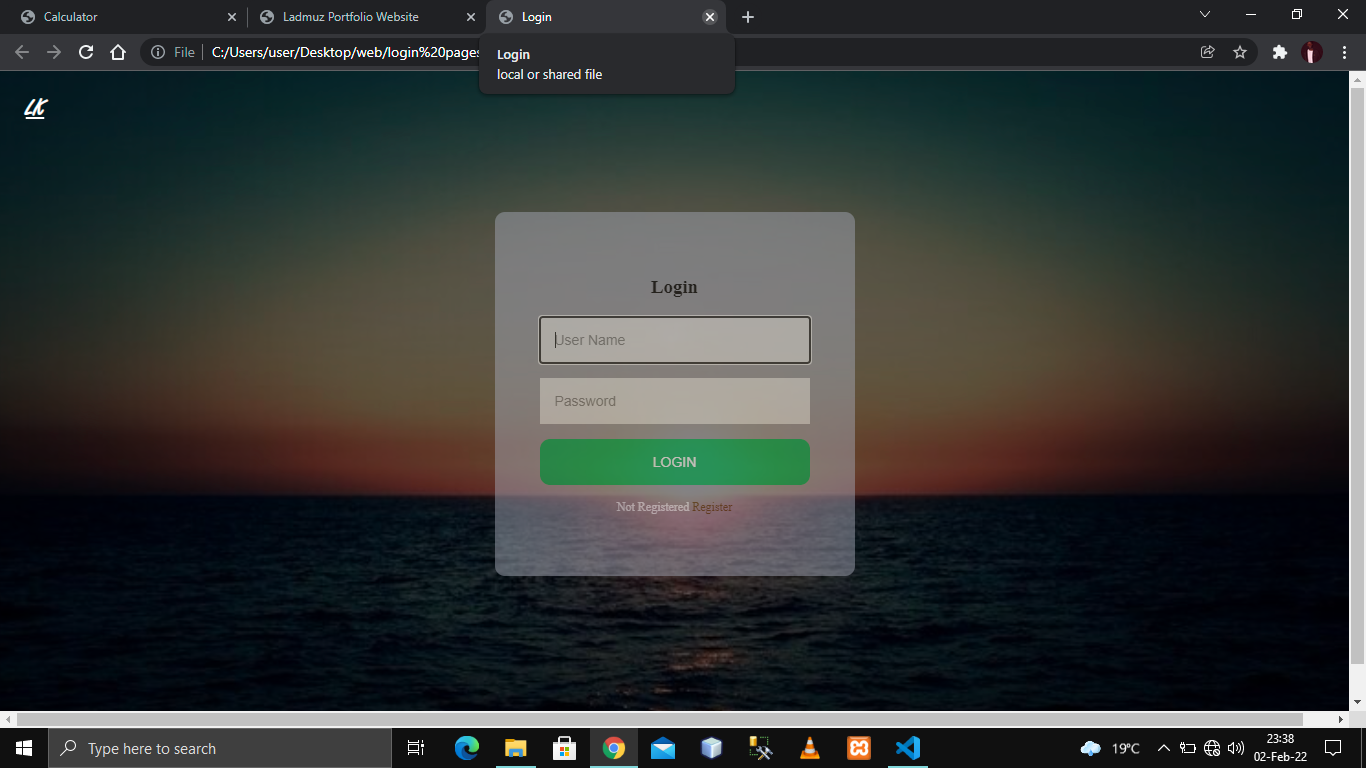 Calculator
Ladmuz Portfolio Website
Login
File
C:/Users/user/Desktop/web/login%20pages
Login
local or shared file
LK
Login
User Name
Password
LOGIN
Not Registered Register
Type here to search
19°C
23:38
02-Feb-22